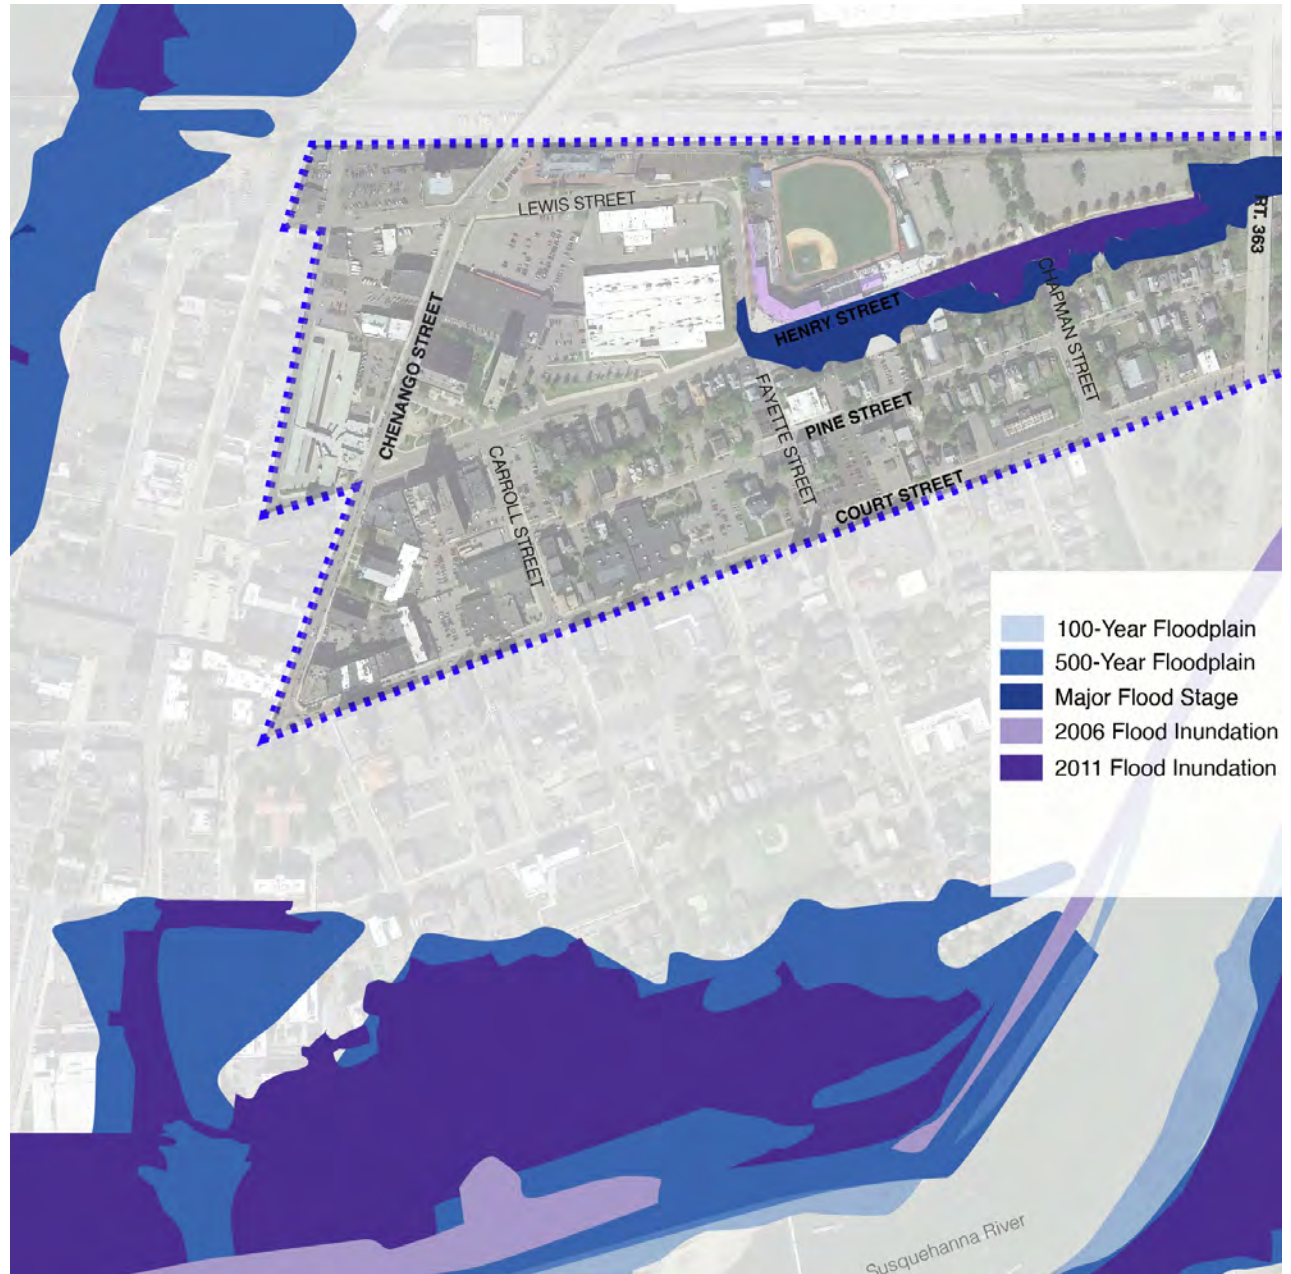 LEWIS STREET
RT. 363
CHAPMAN STREET
HENRY STREET
CHENANGO STREET
FAYETTE STREET
PINE STREET
CARROLL STREET
COURT STREET
100-Year Floodplain
500-Year Floodplain
Major Flood Stage
2006 Flood Inundation
2011 Flood Inundation
Susquehanna River